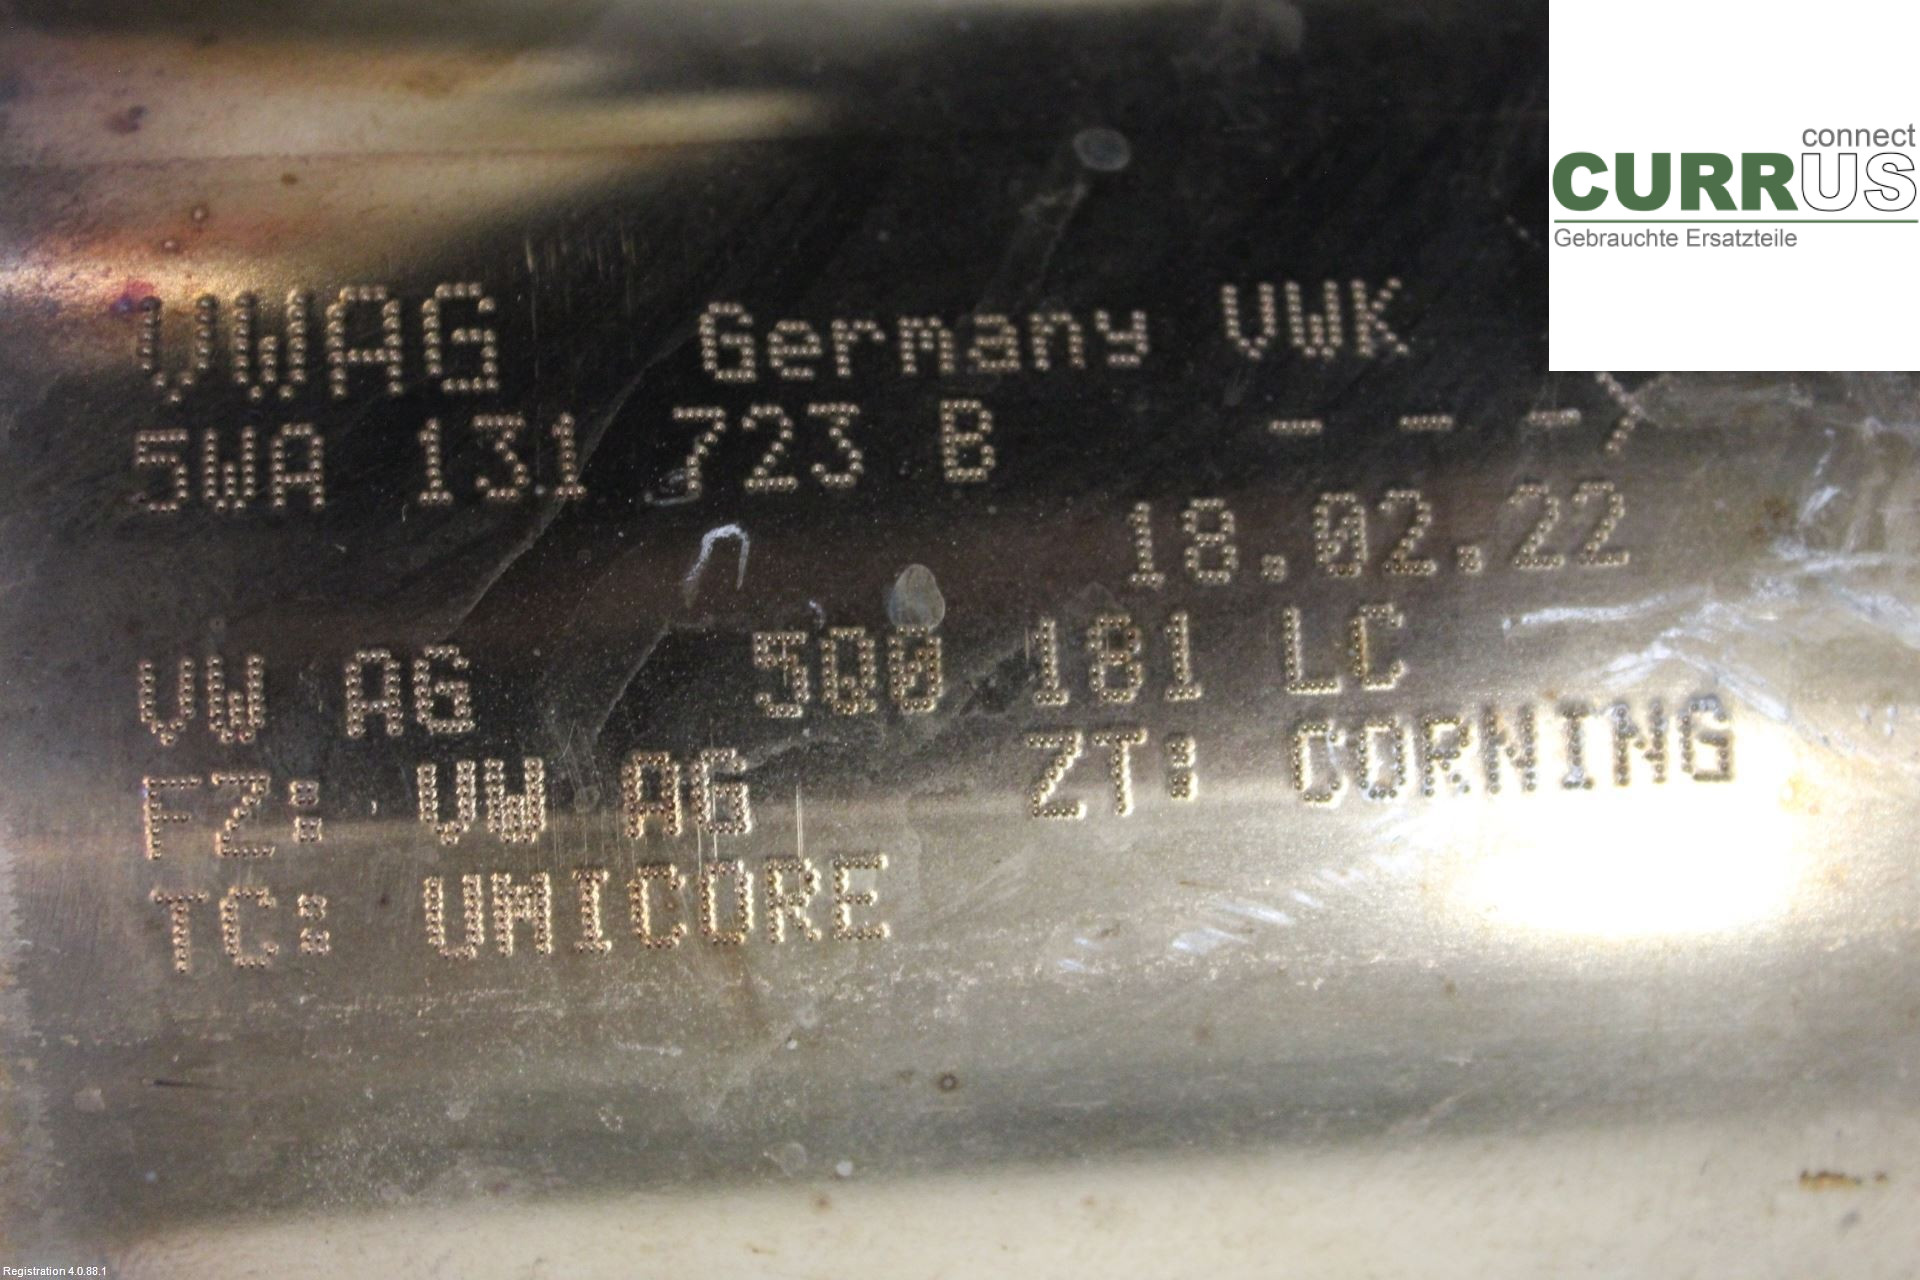 connect
CURRUS
Gebrauchte Ersatzteile
VWAG Germany VWK
5WA 131 723 B - - -
18.02.22
VW AG 5Q0 181 LC
FZ: VW AG ZT: CORNING
TC: UMICORE
Registration 4.0.88.1